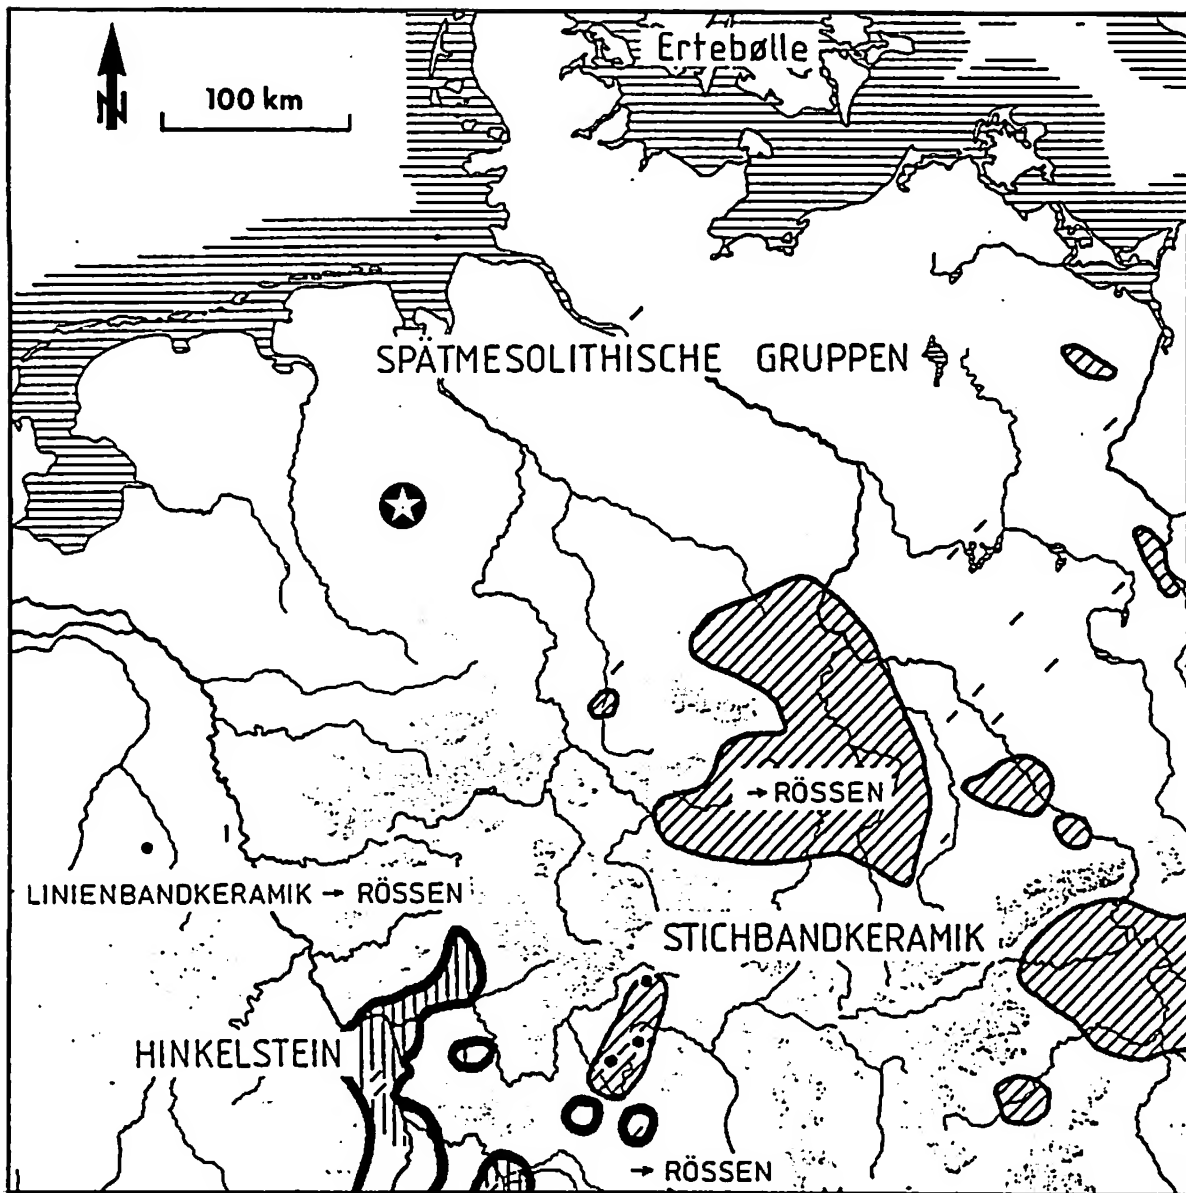 Ertebølle
N
100 km
SPÄTMESOLITHISCHE GRUPPEN
→ RÖSSEN
LINIENBANDKERAMIK → RÖSSEN
STICHBANDKERAMIK
HINKELSTEIN
→ RÖSSEN